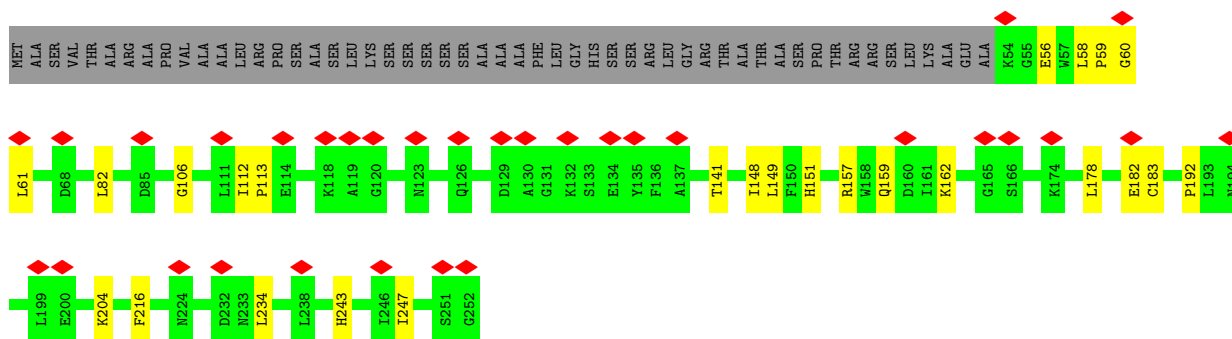 MET ALA SER VAL THR ALA ARG ALA PRO VAL ALA ALA LEU ARG PRO SER ALA SER LEU LYS SER SER SER SER SER ALA ALA ALA PHE LEU GLY HIS SER SER ARG LEU GLY ARG THR ALA THR ALA ALA SER PRO THR ARG ARG SER LEU LYS ALA GLU ALA K54 G55 E56 W57 L58 P59 G60
L61 D68 L82 D85 G106 L111 I112 P113 E114 K118 A119 G120 N123 Q126 D129 A130 G131 K132 S133 E134 Y135 F136 A137 T141 I148 L149 F150 H151 R157 W158 Q159 D160 I161 K162 G165 S166 K174 L178 E182 C183 P192 L193
L199 E200 K204 F216 N224 D232 N233 L234 L238 H243 I246 I247 S251 G252